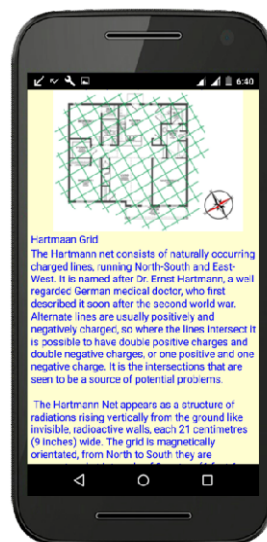 6:40
Hartmaan Grid
The Hartmann net consists of naturally occurring
charged lines, running North-South and East-
West. It is named after Dr. Ernst Hartmann, a well
regarded German medical doctor, who first
described it soon after the second world war.
Alternate lines are usually positively and
negatively charged, so where the lines intersect it
is possible to have double positive charges and
double negative charges, or one positive and one
negative charge. It is the intersections that are
seen to be a source of potential problems.
The Hartmann Net appears as a structure of
radiations rising vertically from the ground like
invisible, radioactive walls, each 21 centimetres
(9 inches) wide. The grid is magnetically
orientated, from North to South they are